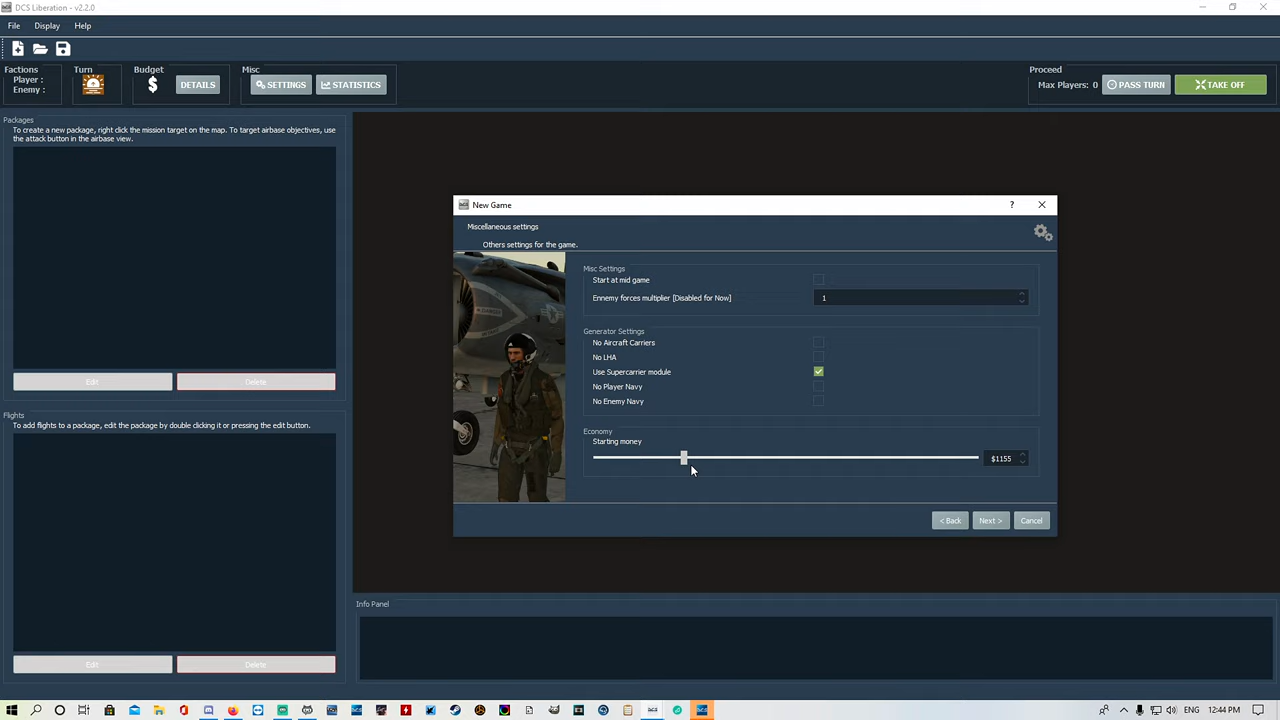 DCS Liberation - v2.2.0
File Display Help
Factions
Player :
Enemy :
Turn
Budget
$
DETAILS
Misc
SETTINGS
STATISTICS
Proceed
Max Players: 0
PASS TURN
TAKE OFF
Packages
To create a new package, right click the mission target on the map. To target airbase objectives, use
the attack button in the airbase view.
Edit
Delete
Flights
To add flights to a package, edit the package by double clicking it or pressing the edit button.
Edit
Delete
New Game
?
Miscellaneous settings
Others settings for the game.
Misc Settings
Start at mid game
Ennemy forces multiplier [Disabled for Now]
1
Generator Settings
No Aircraft Carriers
No LHA
Use Supercarrier module
No Player Navy
No Enemy Navy
Economy
Starting money
$1155
< Back
Next >
Cancel
Info Panel
ENG
12:44 PM